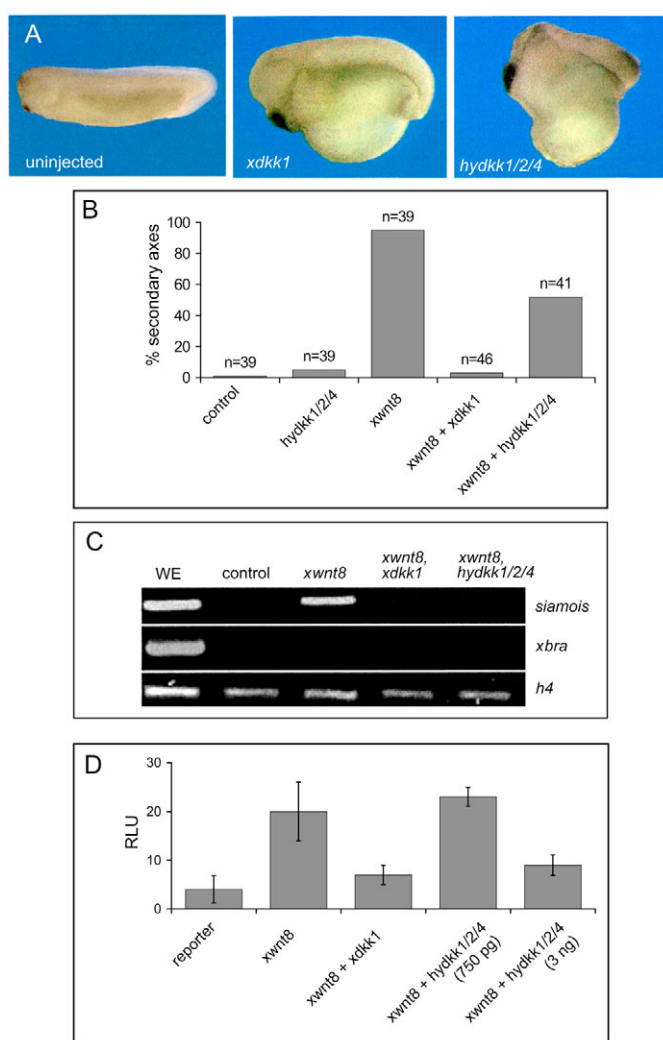 A
uninjected
xdkk1
hydkk1/2/4
B
% secondary axes
100
80
60
40
20
0
n=39
n=39
n=39
n=46
n=41
control
hydkk1/2/4
xwnt8
xwnt8 + xdkk1
xwnt8 + hydkk1/2/4
C
WE
control
xwnt8
xwnt8,
xdkk1
xwnt8,
hydkk1/2/4
siamois
xbra
h4
D
RLU
30
20
10
0
reporter
xwnt8
xwnt8 + xdkk1
xwnt8 + hydkk1/2/4
(750 pg)
xwnt8 + hydkk1/2/4
(3 ng)